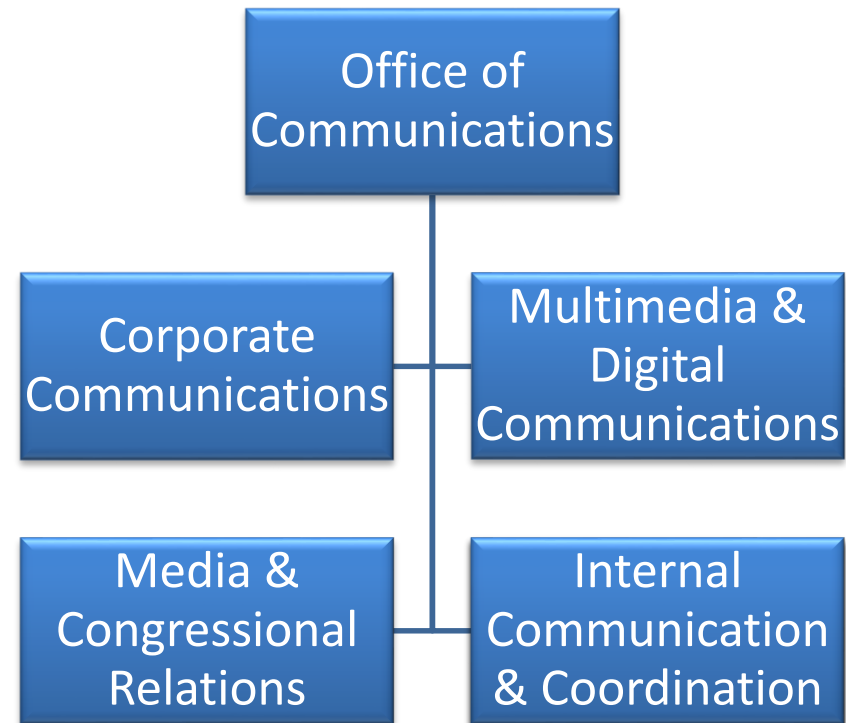 Office of
Communications
Corporate
Communications
Multimedia &
Digital
Communications
Media &
Congressional
Relations
Internal
Communication
& Coordination